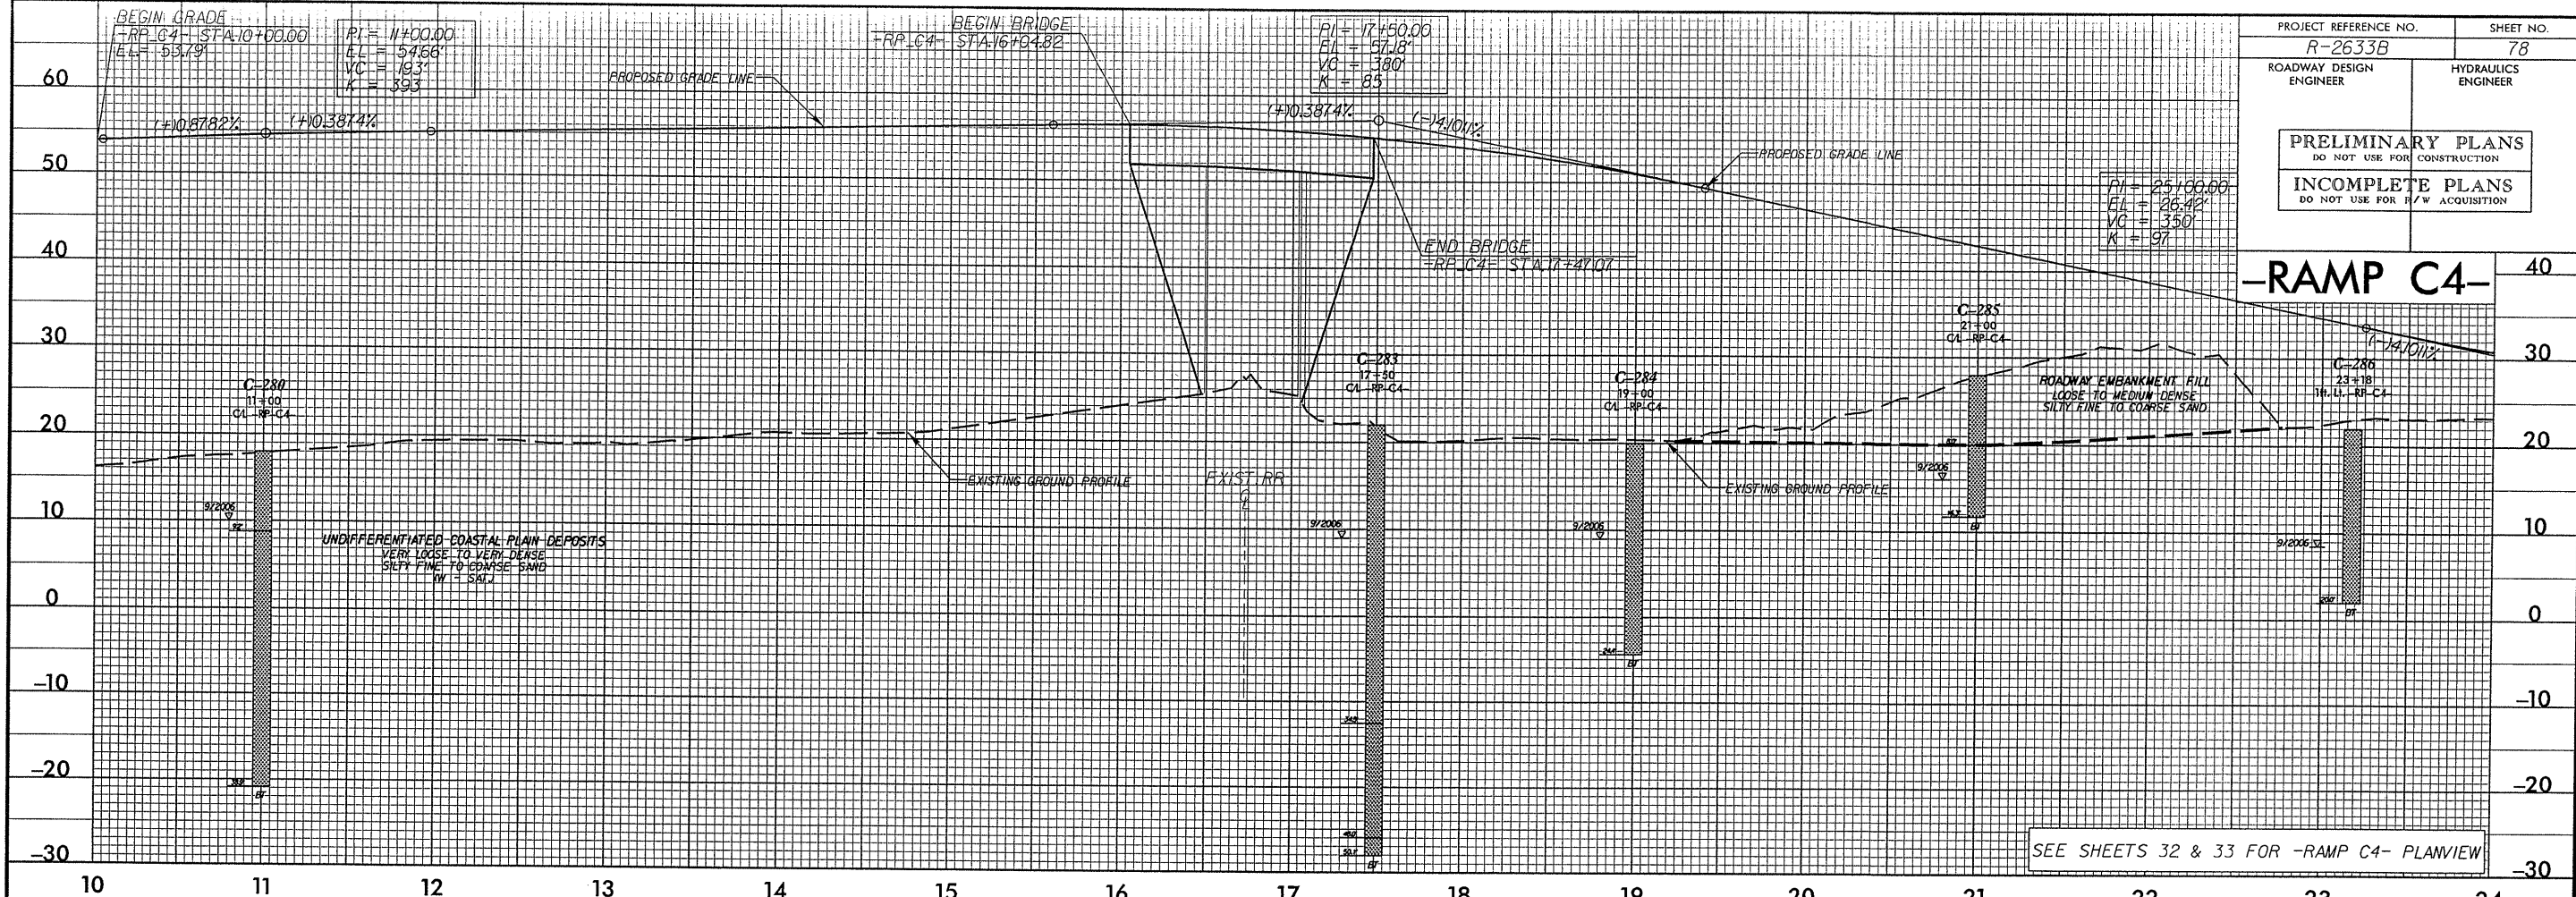 BEGIN GRADE
-RP_C4- STA.10+00.00
EL= 53.79'
PI = 11+00.00
EL = 54.66'
VC = 193'
K = 393
BEGIN BRIDGE
-RP_C4- STA.16+04.82
PI = 17+50.00
EL = 57.18'
VC = 380'
K = 85
PROJECT REFERENCE NO.
SHEET NO.
R-2633B
78
ROADWAY DESIGN
ENGINEER
HYDRAULICS
ENGINEER
PRELIMINARY PLANS
DO NOT USE FOR CONSTRUCTION
INCOMPLETE PLANS
DO NOT USE FOR R/W ACQUISITION
PROPOSED GRADE LINE
(+)0.8782%
(+)0.3874%
(+)0.3874%
(-)4.1011%
PROPOSED GRADE LINE
PI = 25+00.00
EL = 26.42'
VC = 350'
K = 97
END BRIDGE
-RP_C4- STA.17+47.07
-RAMP C4-
60
50
40
30
20
10
0
-10
-20
-30
40
30
20
10
0
-10
-20
-30
C-280
11+00
C/L -RP-C4-
C-283
17+50
C/L -RP-C4-
C-284
19+00
C/L -RP-C4-
C-285
21+00
C/L -RP-C4-
ROADWAY EMBANKMENT FILL
LOOSE TO MEDIUM DENSE
SILTY FINE TO COARSE SAND
(-)4.1011%
C-286
23+18
11ft. Lt. -RP-C4-
EXISTING GROUND PROFILE
EXIST. RR
EXISTING GROUND PROFILE
9/2006
9/2006
9/2006
9/2006
9/2006
UNDIFFERENTIATED COASTAL PLAIN DEPOSITS
VERY LOOSE TO VERY DENSE
SILTY FINE TO COARSE SAND
(W - SAT.)
BT
BT
BT
BT
BT
SEE SHEETS 32 & 33 FOR -RAMP C4- PLANVIEW
10 11 12 13 14 15 16 17 18 19 20 21 22 23 24